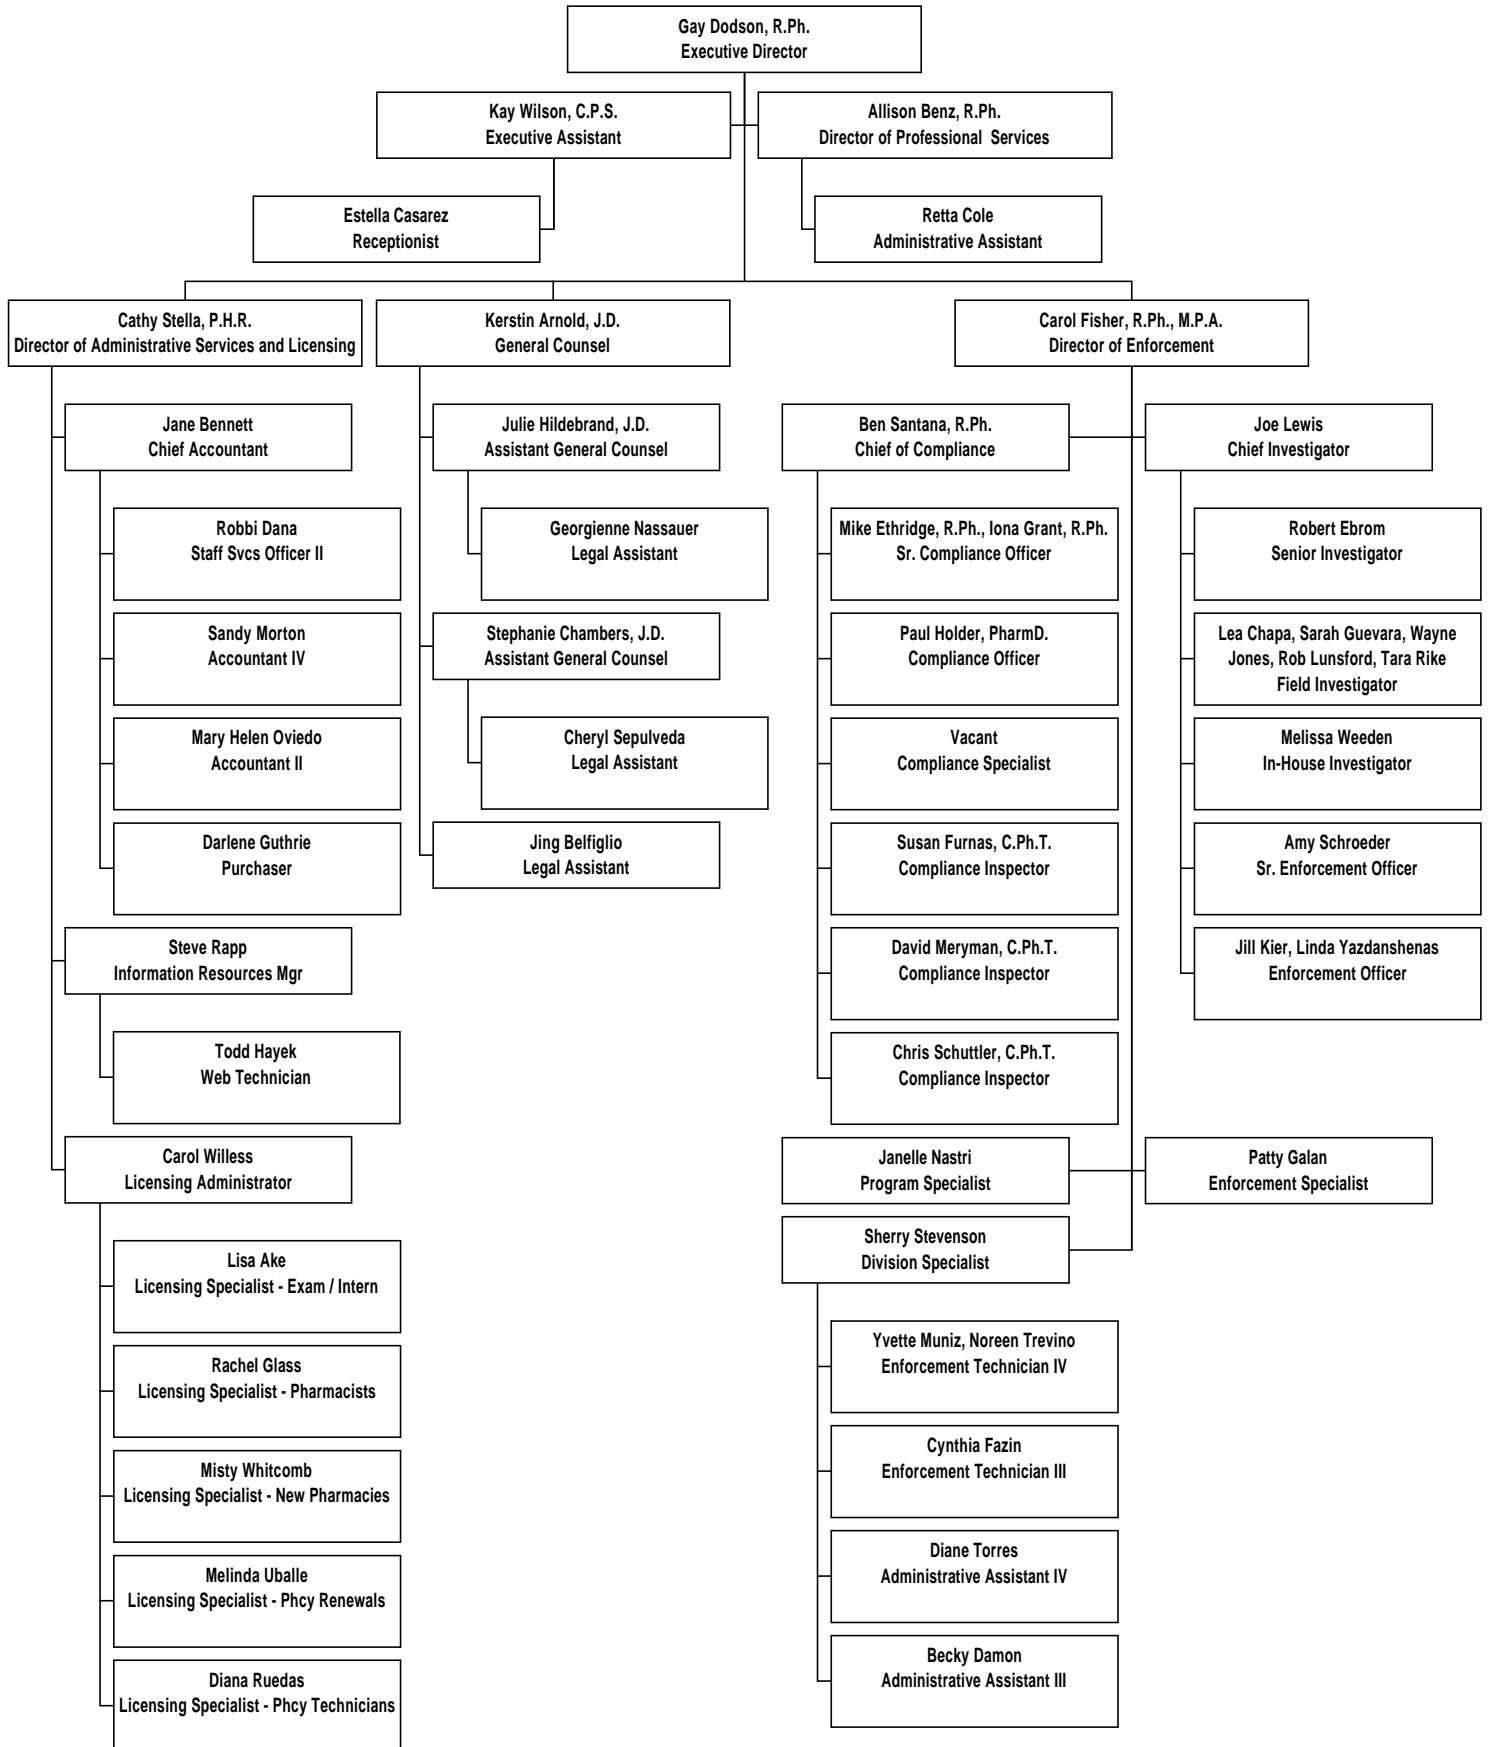 Gay Dodson, R.Ph.
Executive Director
Kay Wilson, C.P.S.
Executive Assistant
Allison Benz, R.Ph.
Director of Professional Services
Estella Casarez
Receptionist
Retta Cole
Administrative Assistant
Cathy Stella, P.H.R.
Director of Administrative Services and Licensing
Jane Bennett
Chief Accountant
Robbi Dana
Staff Svcs Officer II
Sandy Morton
Accountant IV
Mary Helen Oviedo
Accountant II
Darlene Guthrie
Purchaser
Steve Rapp
Information Resources Mgr
Todd Hayek
Web Technician
Carol Willess
Licensing Administrator
Lisa Ake
Licensing Specialist - Exam / Intern
Rachel Glass
Licensing Specialist - Pharmacists
Misty Whitcomb
Licensing Specialist - New Pharmacies
Melinda Uballe
Licensing Specialist - Phcy Renewals
Diana Ruedas
Licensing Specialist - Phcy Technicians
Kerstin Arnold, J.D.
General Counsel
Julie Hildebrand, J.D.
Assistant General Counsel
Georgienne Nassauer
Legal Assistant
Stephanie Chambers, J.D.
Assistant General Counsel
Cheryl Sepulveda
Legal Assistant
Jing Belfiglio
Legal Assistant
Carol Fisher, R.Ph., M.P.A.
Director of Enforcement
Ben Santana, R.Ph.
Chief of Compliance
Mike Ethridge, R.Ph., Iona Grant, R.Ph.
Sr. Compliance Officer
Paul Holder, PharmD.
Compliance Officer
Vacant
Compliance Specialist
Susan Furnas, C.Ph.T.
Compliance Inspector
David Meryman, C.Ph.T.
Compliance Inspector
Chris Schuttler, C.Ph.T.
Compliance Inspector
Joe Lewis
Chief Investigator
Robert Ebrom
Senior Investigator
Lea Chapa, Sarah Guevara, Wayne
Jones, Rob Lunsford, Tara Rike
Field Investigator
Melissa Weeden
In-House Investigator
Amy Schroeder
Sr. Enforcement Officer
Jill Kier, Linda Yazdanshenas
Enforcement Officer
Janelle Nastri
Program Specialist
Patty Galan
Enforcement Specialist
Sherry Stevenson
Division Specialist
Yvette Muniz, Noreen Trevino
Enforcement Technician IV
Cynthia Fazin
Enforcement Technician III
Diane Torres
Administrative Assistant IV
Becky Damon
Administrative Assistant III